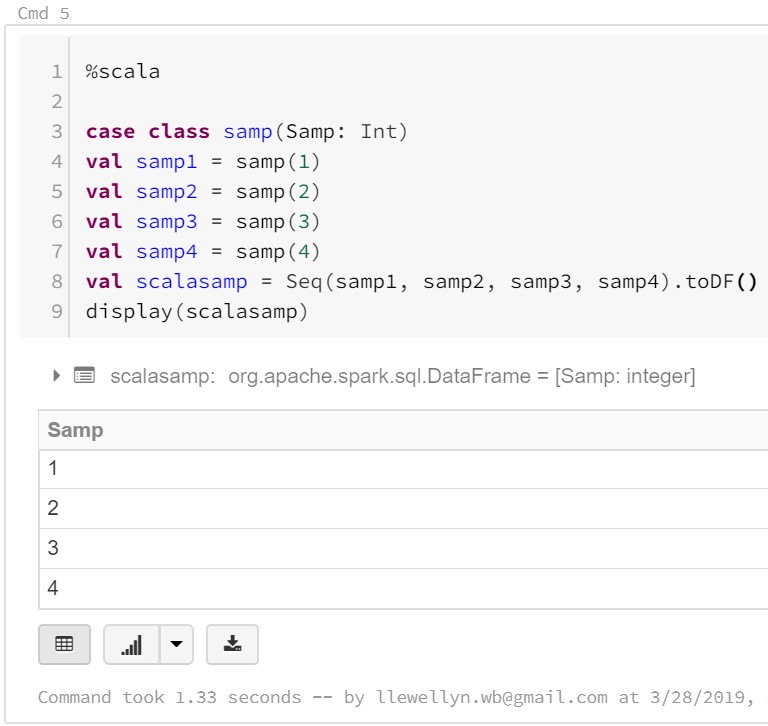 Cmd 5
1 %scala
2
3 case class samp(Samp: Int)
4 val samp1 = samp(1)
5 val samp2 = samp(2)
6 val samp3 = samp(3)
7 val samp4 = samp(4)
8 val scalasamp = Seq(samp1, samp2, samp3, samp4).toDF()
9 display(scalasamp)
scalasamp: org.apache.spark.sql.DataFrame = [Samp: integer]
Samp
1
2
3
4
Command took 1.33 seconds -- by llewellyn.wb@gmail.com at 3/28/2019,